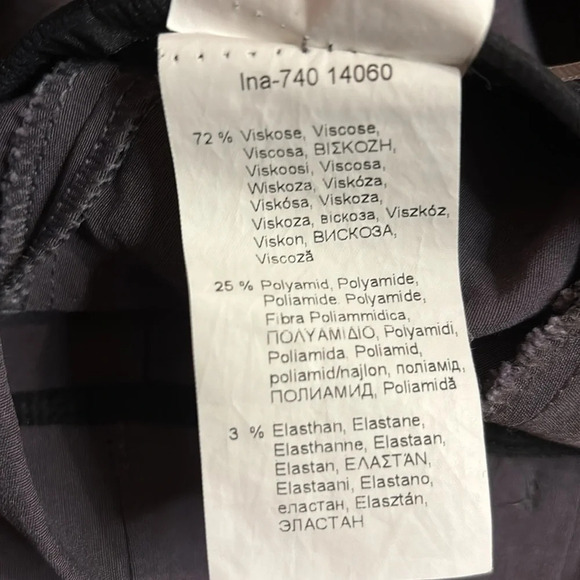 Ina-740 14060
72 % Viskose, Viscose,
Viscosa, ΒΙΣΚΟΖΗ,
Viskoosi, Viscosa,
Wiskoza, Viskóza,
Viskósa, Viskoza,
Viskoza, віскоза, Viszkóz,
Viskon, ВИСКОЗА,
Viscoză
25 % Polyamid, Polyamide,
Poliamide. Polyamide,
Fibra Poliammidica,
ΠΟΛΥΑΜΙΔΙΟ, Polyamidi,
Poliamida, Poliamid,
poliamid/najlon, поліамід,
ПОЛИАМИД, Poliamidă
3 % Elasthan, Elastane,
Elasthanne, Elastaan,
Elastan, ΕΛΑΣΤΆΝ,
Elastaani, Elastano,
еластан, Elasztán,
ЭЛАСТАН